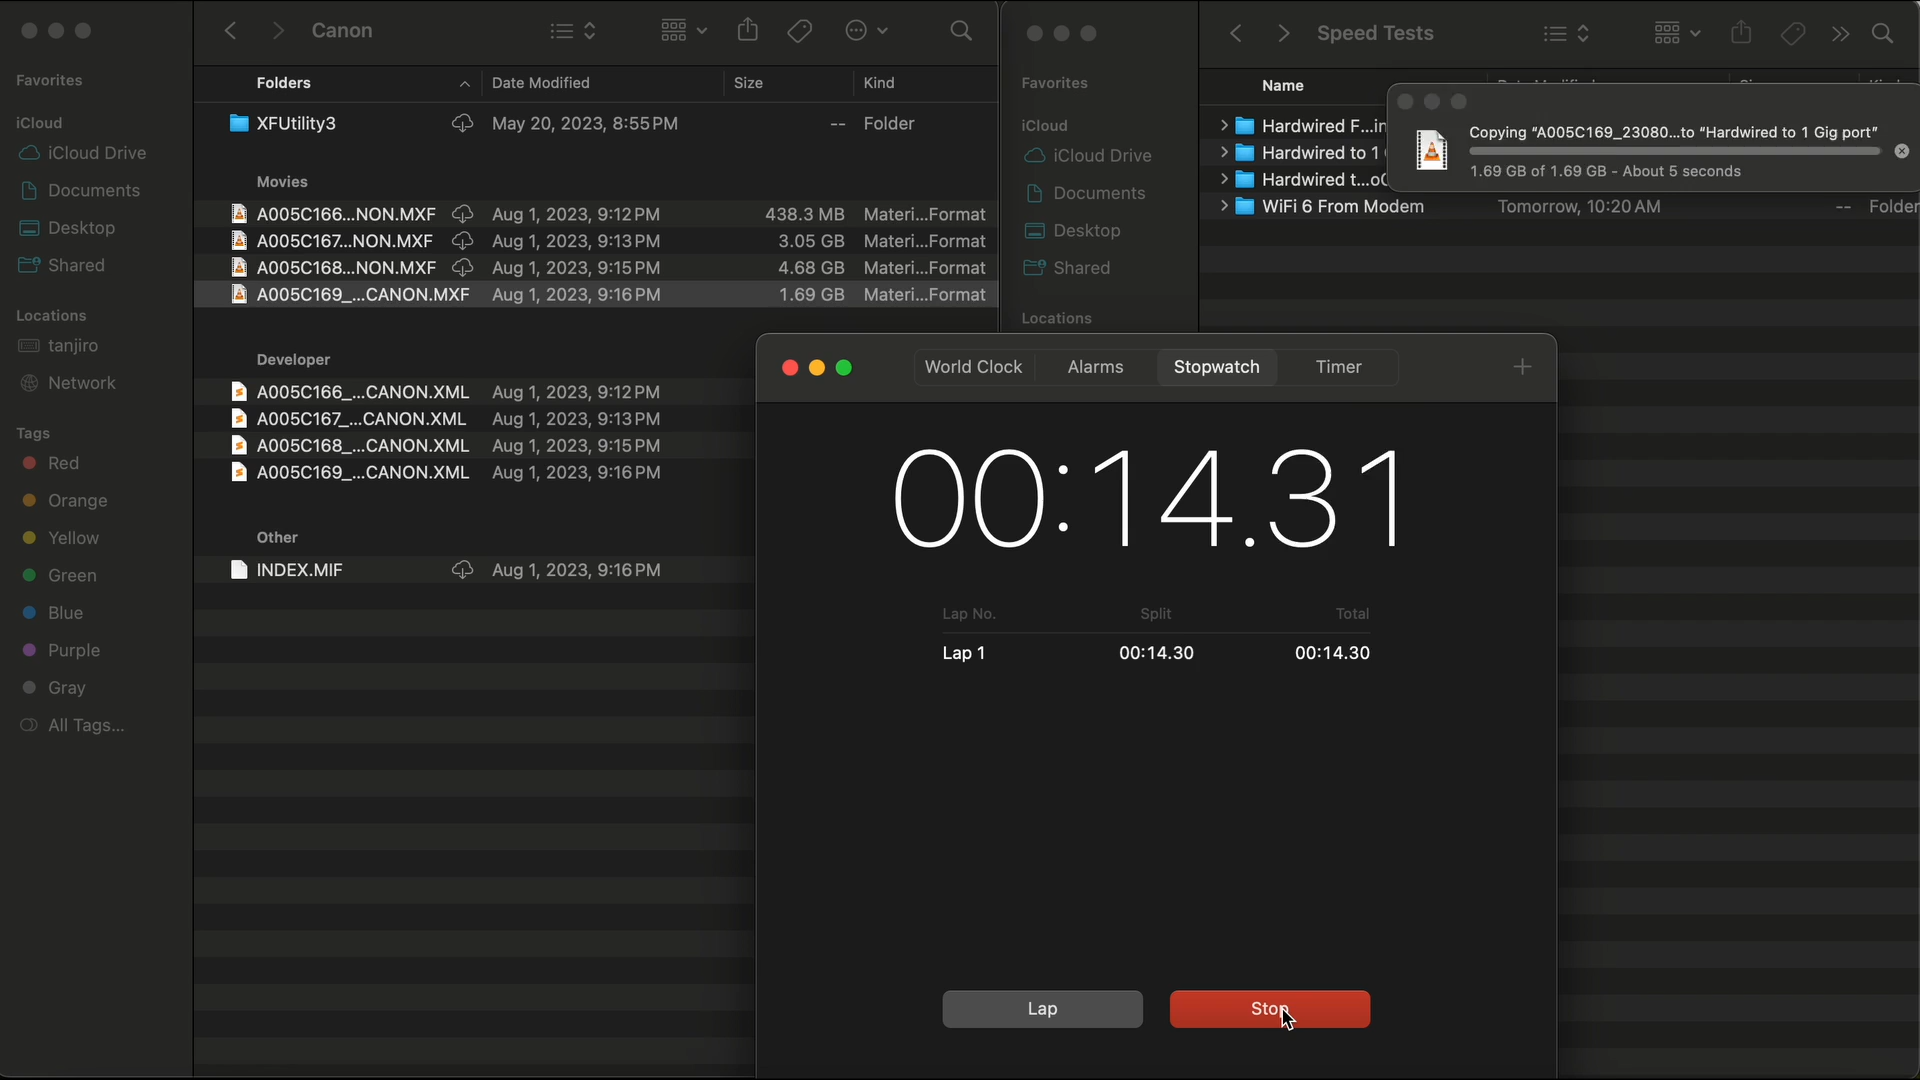 Canon
Favorites
iCloud
iCloud Drive
Documents
Desktop
Shared
Locations
tanjiro
Network
Tags
Red
Orange
Yellow
Green
Blue
Purple
Gray
All Tags...
Folders Date Modified Size Kind
XFUtility3 May 20, 2023, 8:55 PM -- Folder
Movies
A005C166...NON.MXF Aug 1, 2023, 9:12 PM 438.3 MB Materi...Format
A005C167...NON.MXF Aug 1, 2023, 9:13 PM 3.05 GB Materi...Format
A005C168...NON.MXF Aug 1, 2023, 9:15 PM 4.68 GB Materi...Format
A005C169_...CANON.MXF Aug 1, 2023, 9:16 PM 1.69 GB Materi...Format
Developer
A005C166_...CANON.XML Aug 1, 2023, 9:12 PM
A005C167_...CANON.XML Aug 1, 2023, 9:13 PM
A005C168_...CANON.XML Aug 1, 2023, 9:15 PM
A005C169_...CANON.XML Aug 1, 2023, 9:16 PM
Other
INDEX.MIF Aug 1, 2023, 9:16 PM
Speed Tests
Favorites
iCloud
iCloud Drive
Documents
Desktop
Shared
Locations
Name
Hardwired F...in
Hardwired to 1
Hardwired t...o
WiFi 6 From Modem Tomorrow, 10:20 AM -- Folder
Copying “A005C169_23080...to “Hardwired to 1 Gig port”
1.69 GB of 1.69 GB - About 5 seconds
World Clock Alarms Stopwatch Timer
00:14.31
Lap No. Split Total
Lap 1 00:14.30 00:14.30
Lap Stop